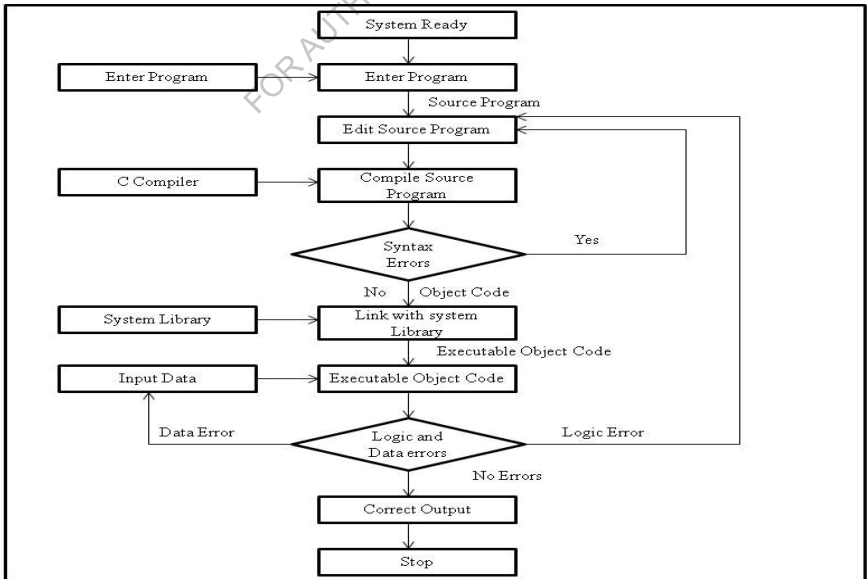 System Ready
FOR AUTH
Enter Program
Enter Program
Source Program
Edit Source Program
C Compiler
Compile Source
Program
Yes
Syntax
Errors
No
Object Code
System Library
Link with system
Library
Executable Object Code
Input Data
Executable Object Code
Data Error
Logic and
Data errors
Logic Error
No Errors
Correct Output
Stop